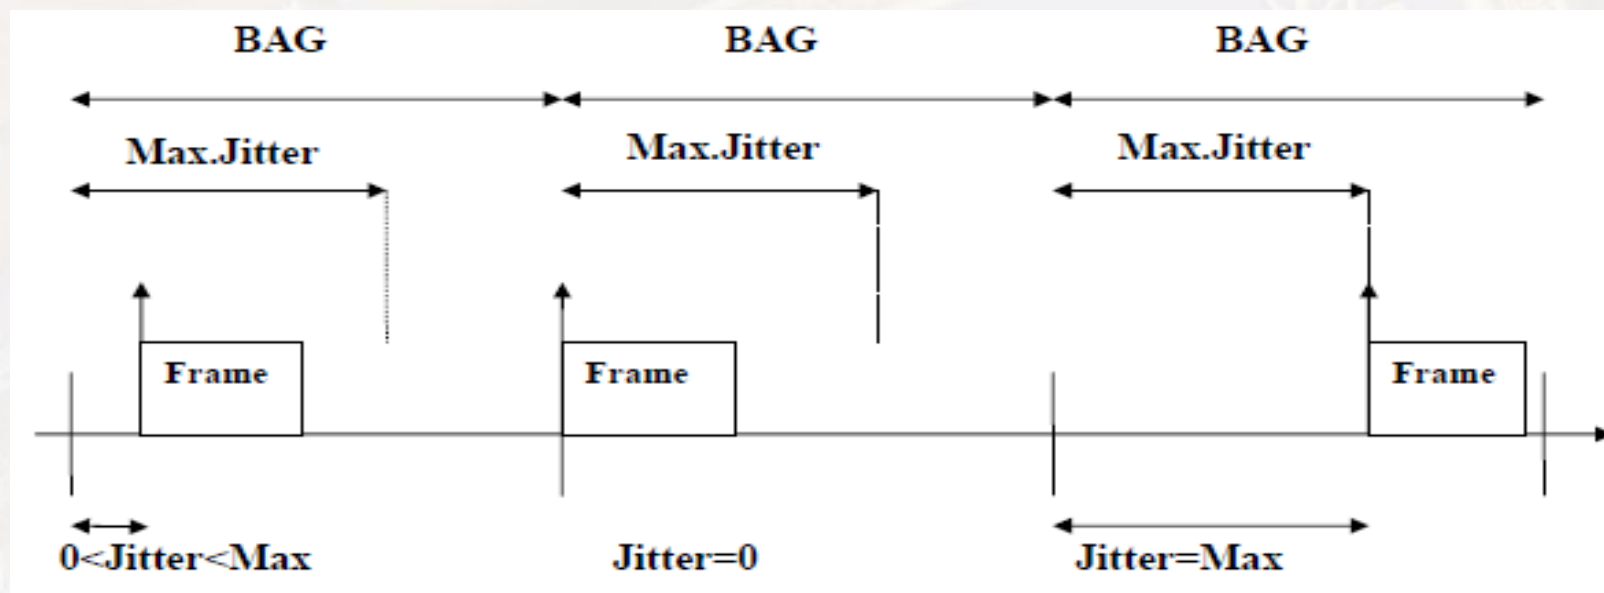 BAG BAG BAG
Max.Jitter Max.Jitter Max.Jitter
Frame Frame Frame
0<Jitter<Max Jitter=0 Jitter=Max